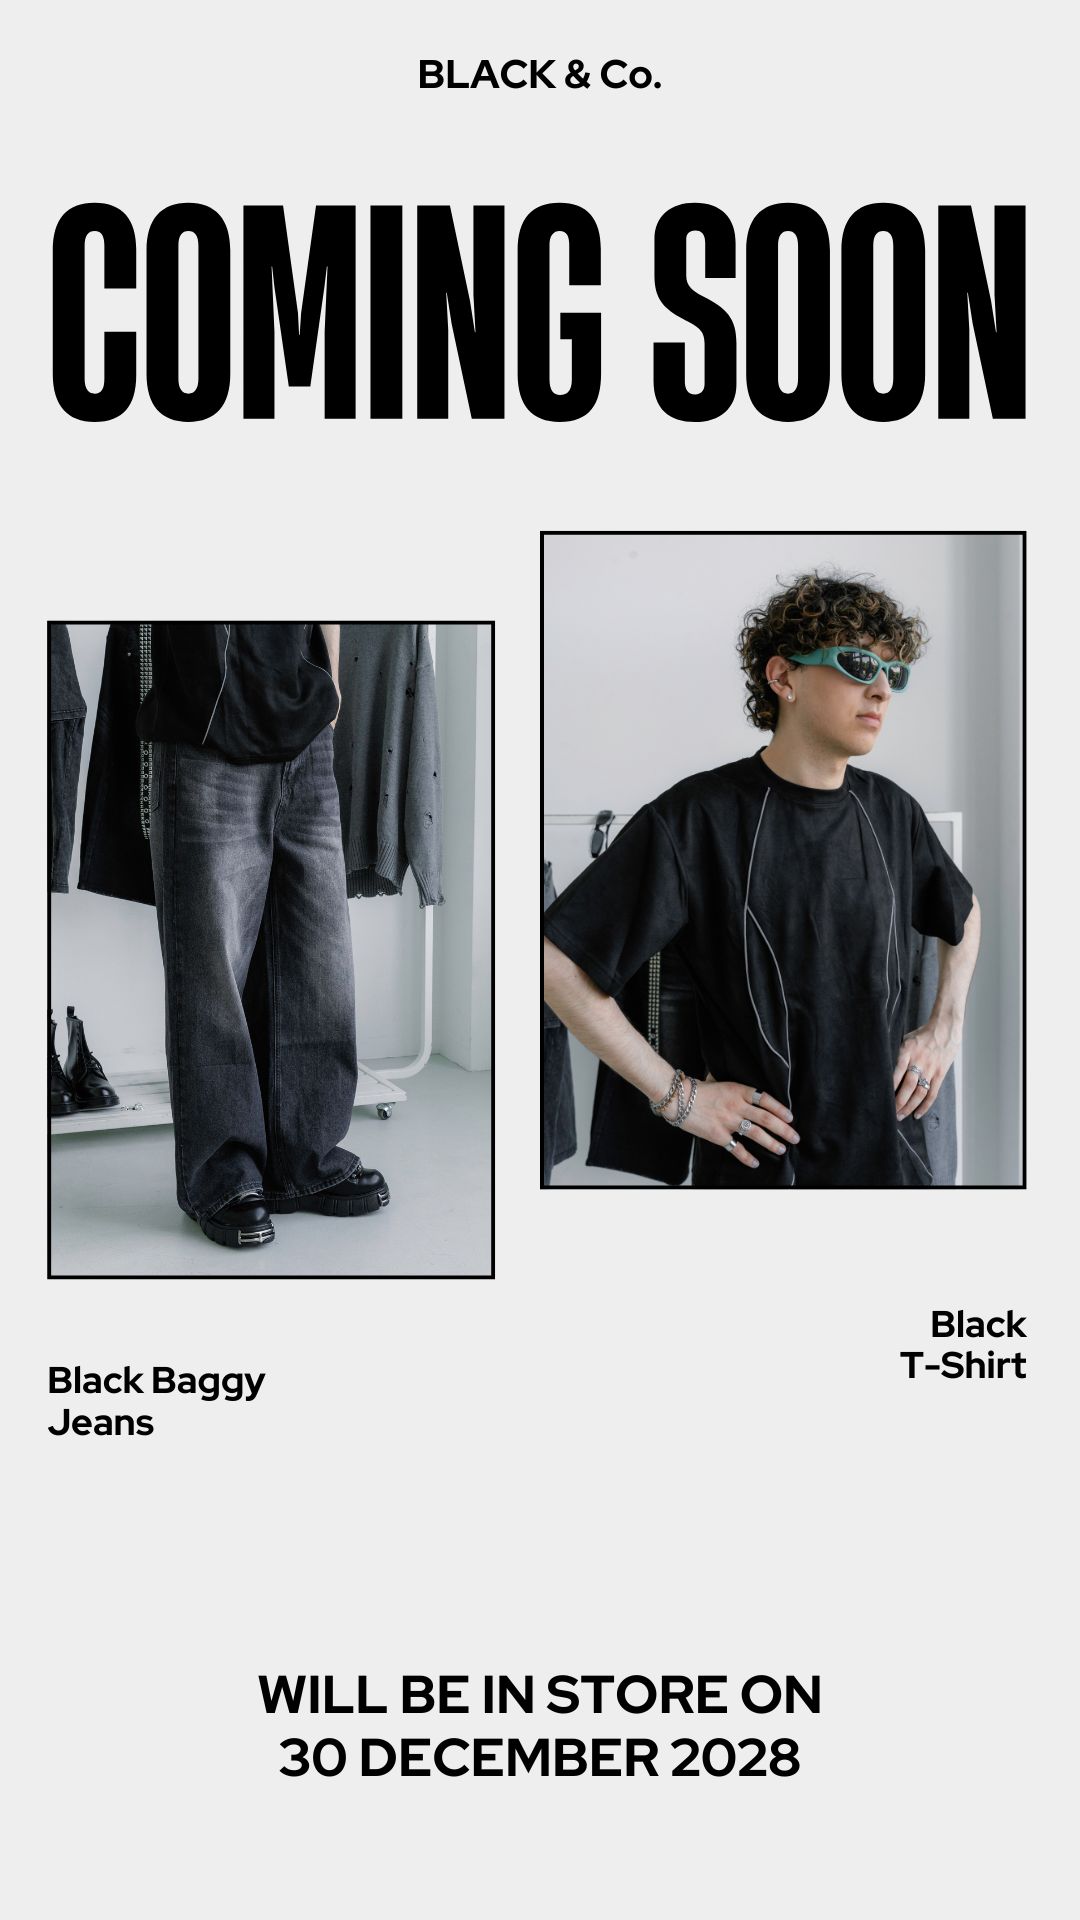 BLACK & Co.
COMING SOON
Black Baggy
Jeans
Black
T-Shirt
WILL BE IN STORE ON
30 DECEMBER 2028